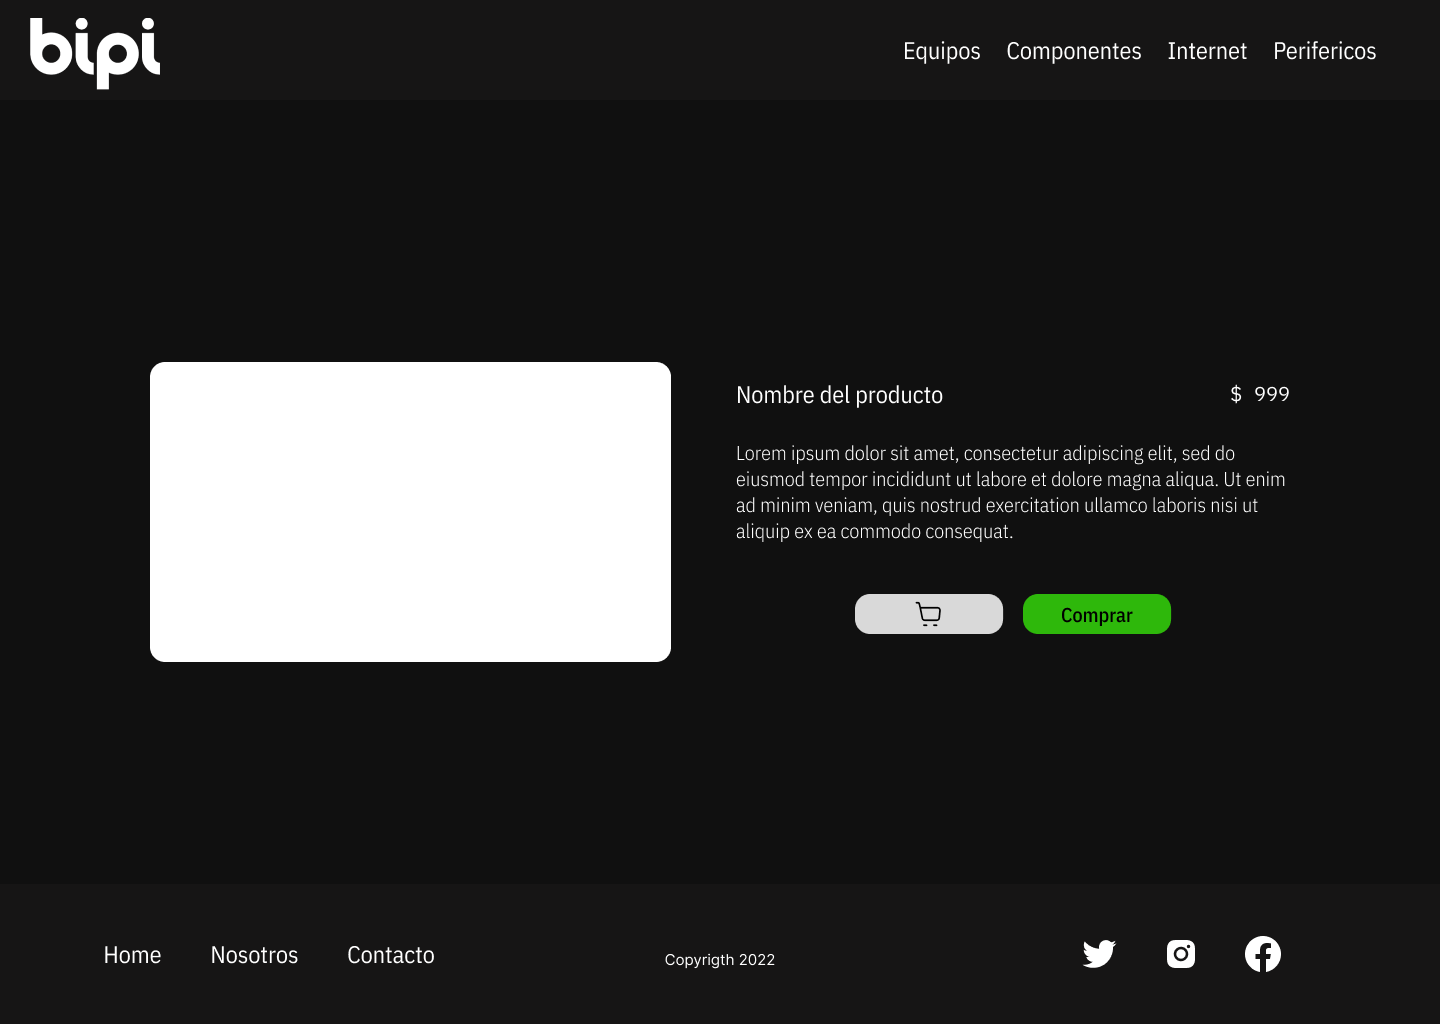 bipi
Equipos Componentes Internet Perifericos
Nombre del producto
$ 999
Lorem ipsum dolor sit amet, consectetur adipiscing elit, sed do
eiusmod tempor incididunt ut labore et dolore magna aliqua. Ut enim
ad minim veniam, quis nostrud exercitation ullamco laboris nisi ut
aliquip ex ea commodo consequat.
Comprar
Home Nosotros Contacto
Copyrigth 2022